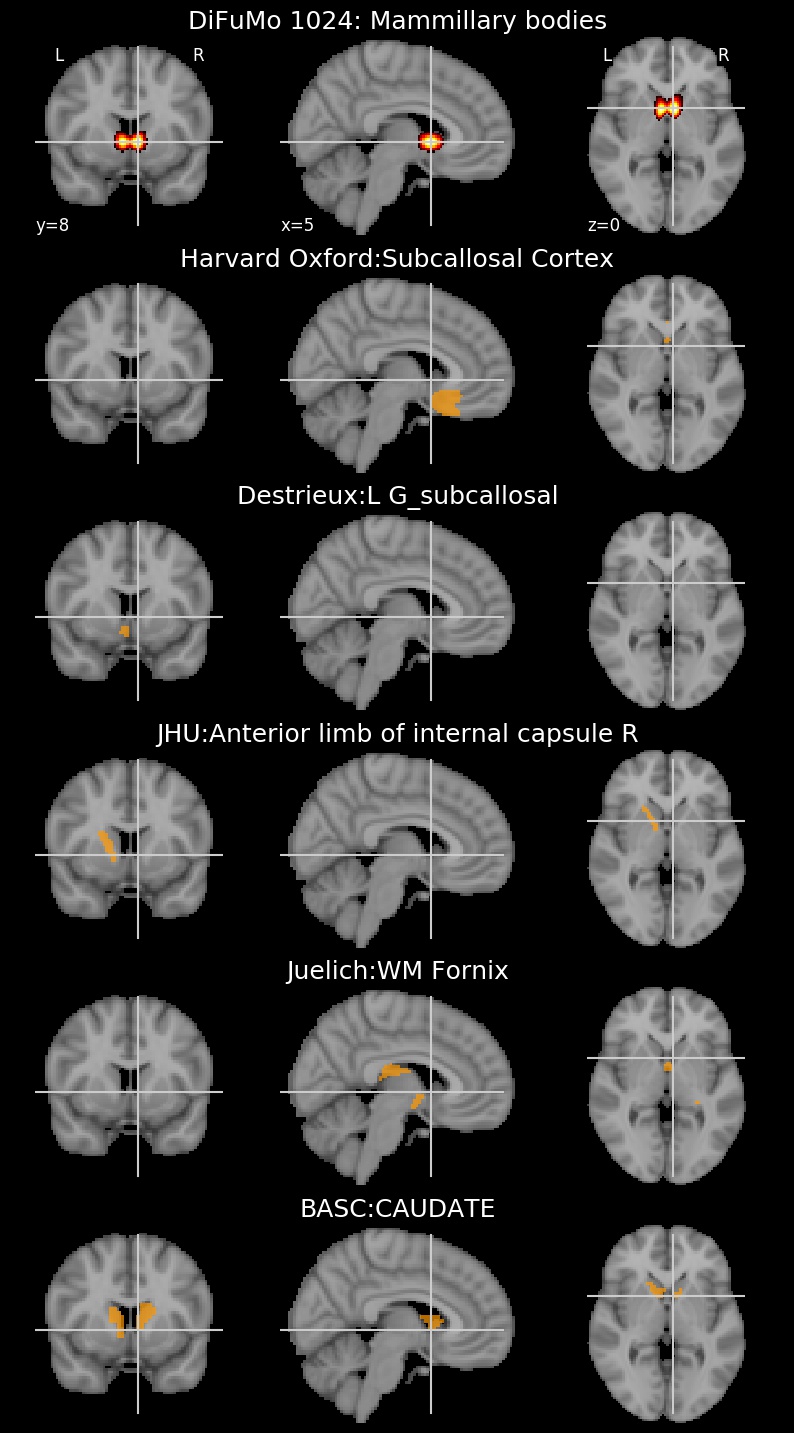 DiFuMo 1024: Mammillary bodies
L R L R
y=8 x=5 z=0
Harvard Oxford:Subcallosal Cortex
Destrieux:L G_subcallosal
JHU:Anterior limb of internal capsule R
Juelich:WM Fornix
BASC:CAUDATE